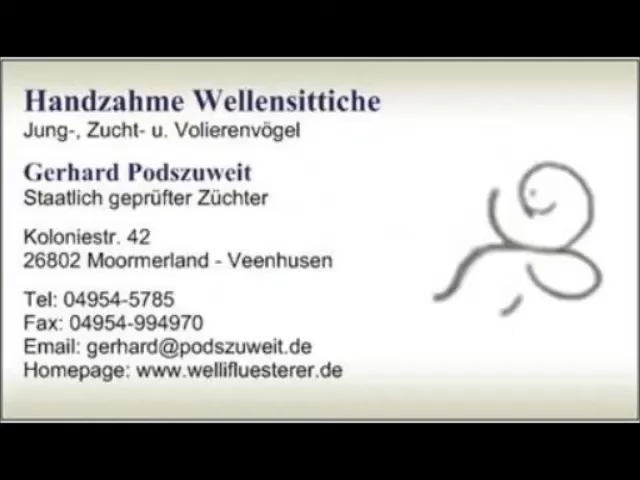 Handzahme Wellensittiche
Jung-, Zucht- u. Volierenvögel
Gerhard Podszuweit
Staatlich geprüfter Züchter
Koloniestr. 42
26802 Moormerland - Veenhusen
Tel: 04954-5785
Fax: 04954-994970
Email: gerhard@podszuweit.de
Homepage: www.wellifluesterer.de